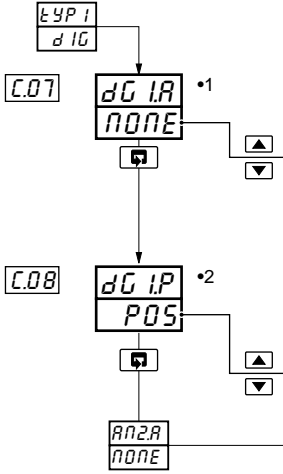 tYP1
dIG
C.07
dG1.A
•1
NONE
C.08
dG1.P
•2
POS
AN2.A
NONE